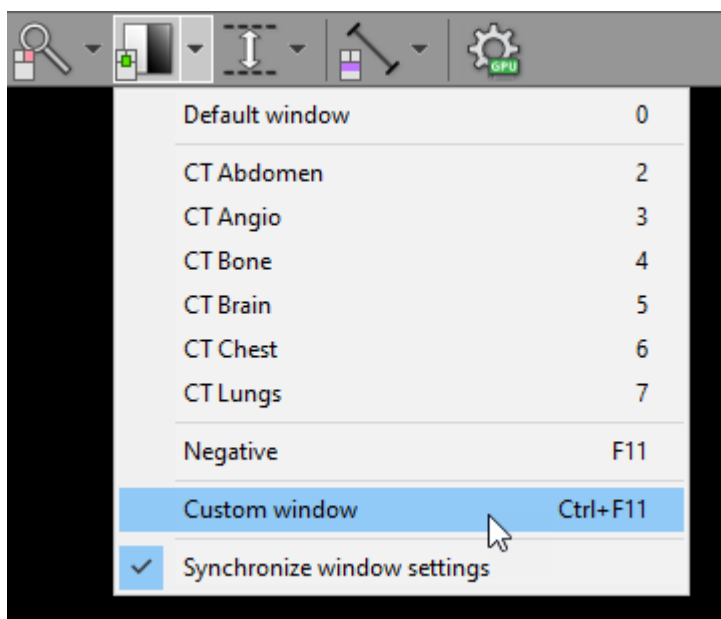 GPU
Default window 0
CT Abdomen 2
CT Angio 3
CT Bone 4
CT Brain 5
CT Chest 6
CT Lungs 7
Negative F11
Custom window Ctrl+F11
Synchronize window settings